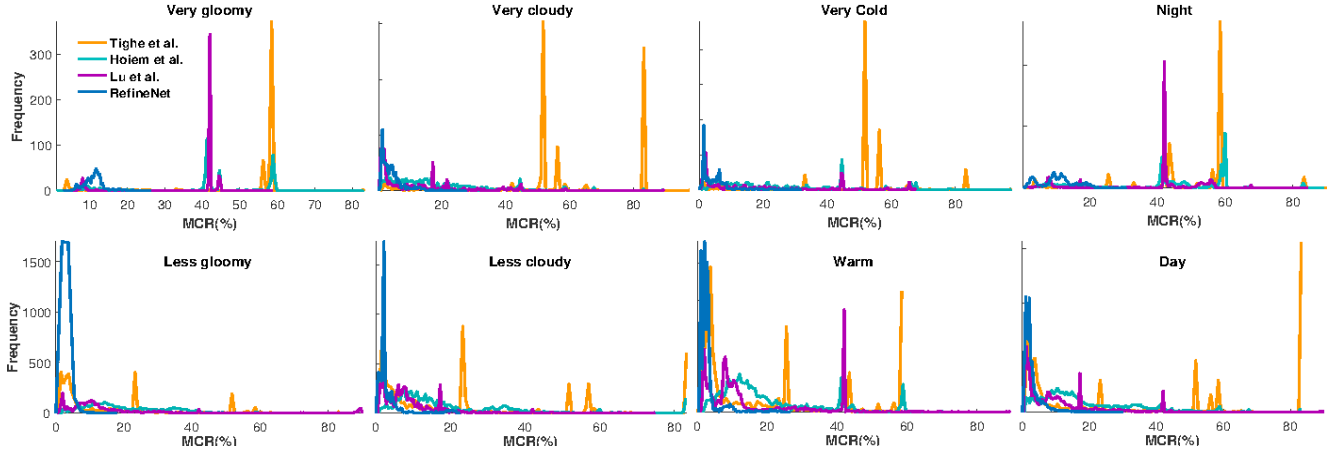 Very gloomy
Very cloudy
Very Cold
Night
Tighe et al.
Hoiem et al.
Lu et al.
RefineNet
Frequency
300
200
100
0
10 20 30 40 50 60 70 80
0 20 40 60 80
0 20 40 60 80
20 40 60 80
MCR(%)
MCR(%)
MCR(%)
MCR(%)
Less gloomy
Less cloudy
Warm
Day
Frequency
1500
1000
500
0
0 20 40 60 80
0 20 40 60 80
0 20 40 60 80
0 20 40 60 80
MCR(%)
MCR(%)
MCR(%)
MCR(%)